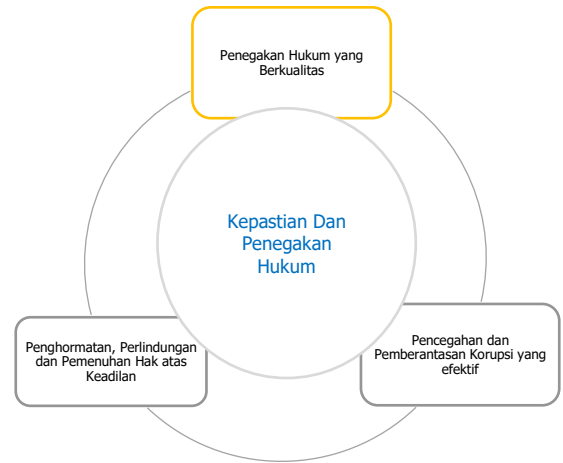 Penegakan Hukum yang
Berkualitas
Kepastian Dan
Penegakan
Hukum
Penghormatan, Perlindungan
dan Pemenuhan Hak atas
Keadilan
Pencegahan dan
Pemberantasan Korupsi yang
efektif